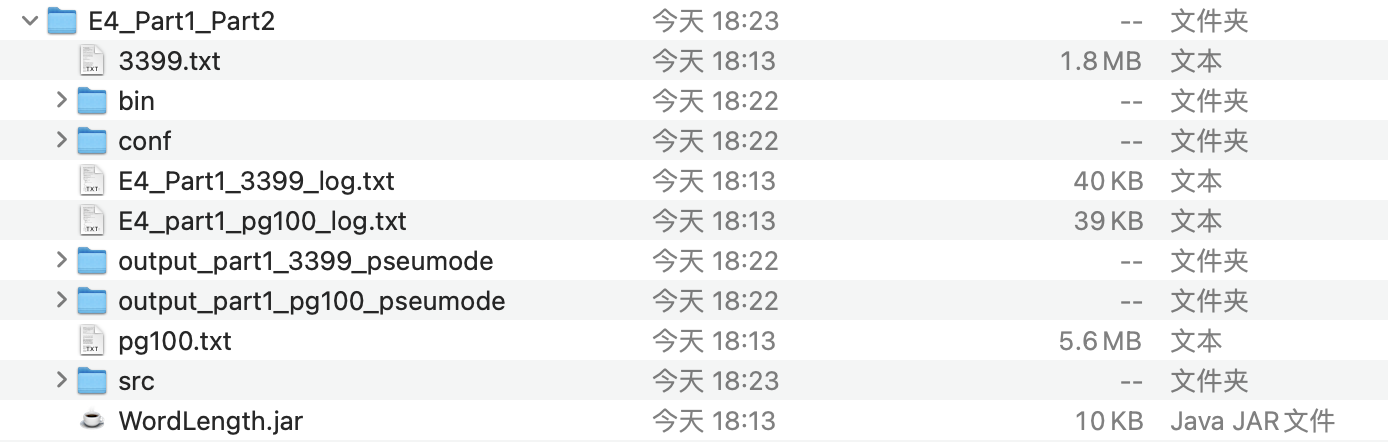 E4_Part1_Part2 今天 18:23 -- 文件夹
3399.txt 今天 18:13 1.8 MB 文本
bin 今天 18:22 -- 文件夹
conf 今天 18:22 -- 文件夹
E4_Part1_3399_log.txt 今天 18:13 40 KB 文本
E4_part1_pg100_log.txt 今天 18:13 39 KB 文本
output_part1_3399_pseumode 今天 18:22 -- 文件夹
output_part1_pg100_pseumode 今天 18:22 -- 文件夹
pg100.txt 今天 18:13 5.6 MB 文本
src 今天 18:23 -- 文件夹
WordLength.jar 今天 18:13 10 KB Java JAR 文件